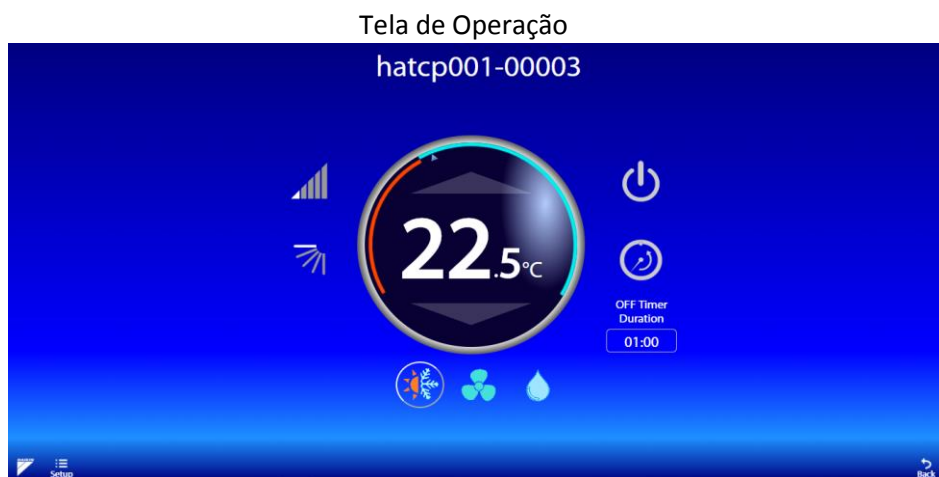 Tela de Operação
hatcp001-00003
22.5°C
OFF Timer
Duration
01:00
Setup
Back